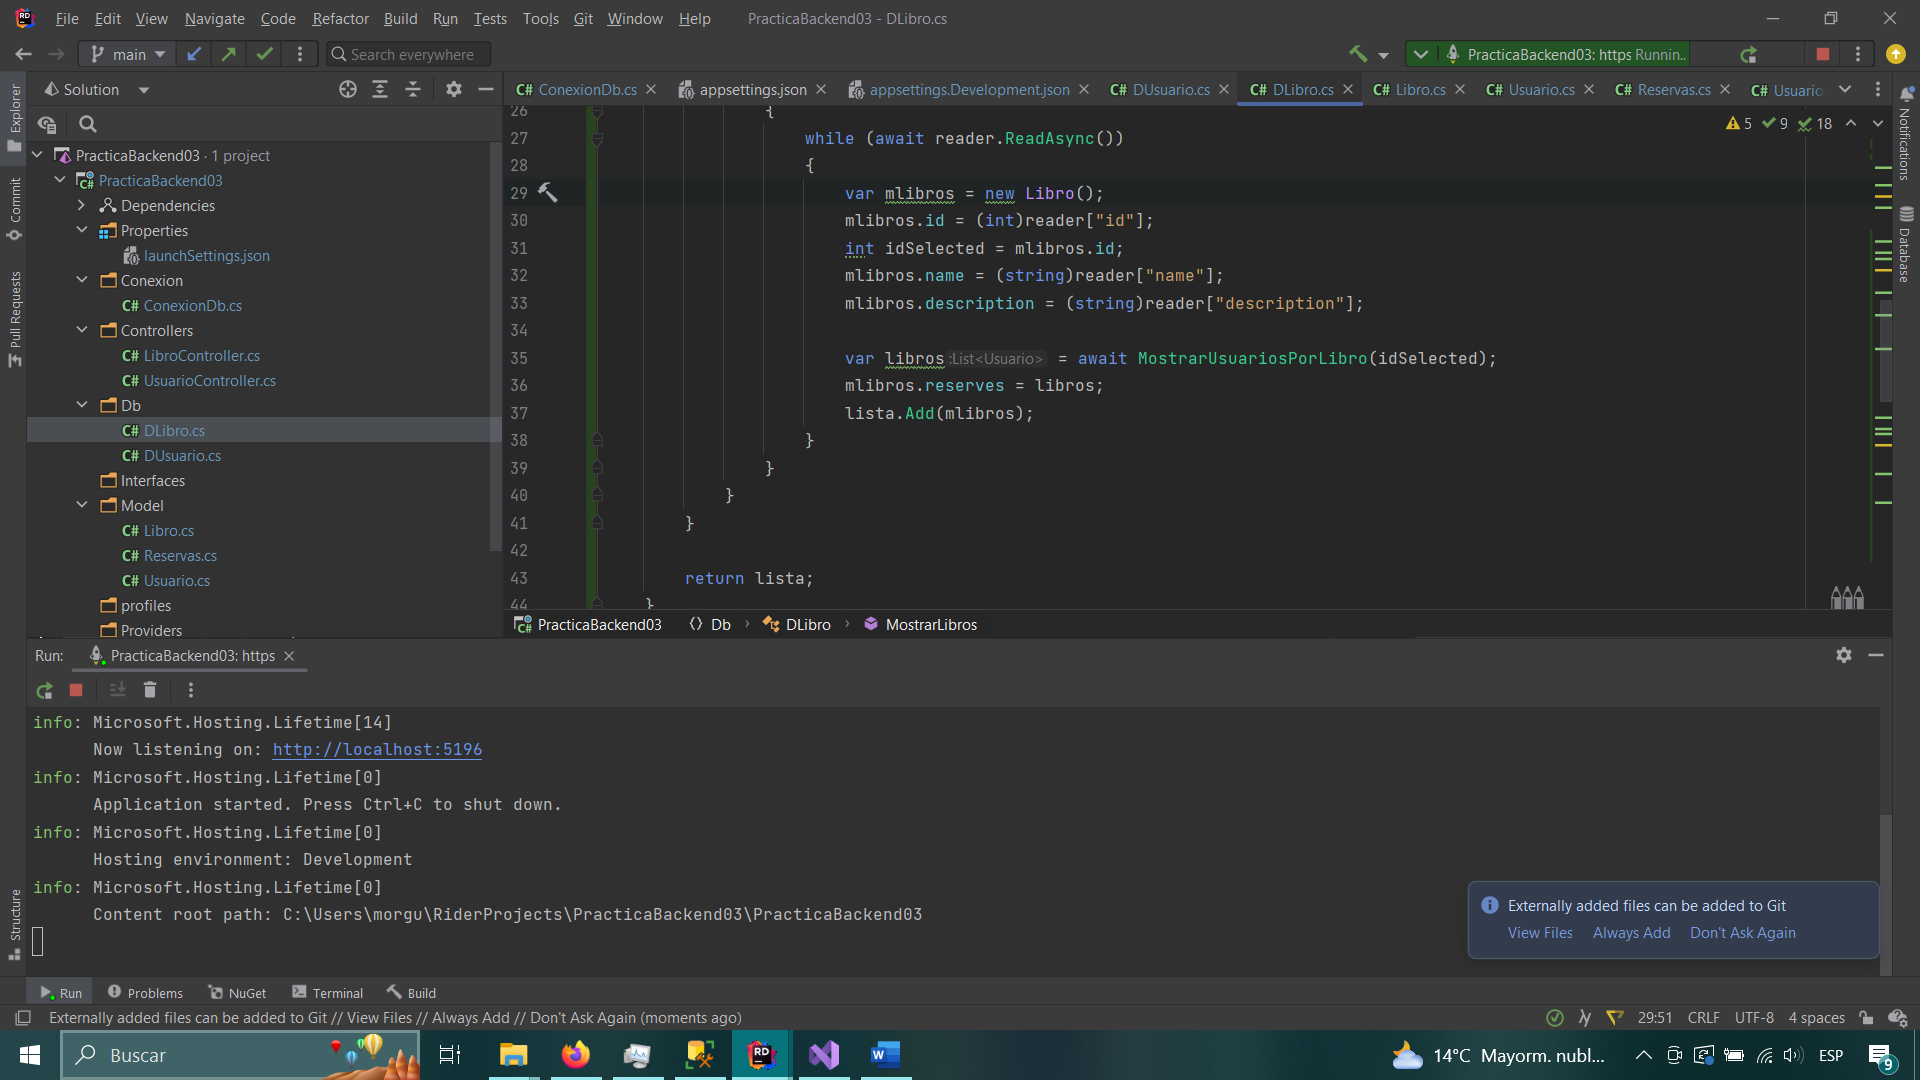 File Edit View Navigate Code Refactor Build Run Tests Tools Git Window Help PracticaBackend03 - DLibro.cs
main Search everywhere PracticaBackend03: https Runnin..
Solution
ConexionDb.cs appsettings.json appsettings.Development.json DUsuario.cs DLibro.cs Libro.cs Usuario.cs Reservas.cs Usuario
Explorer
Commit
Pull Requests
Structure
Notifications
Database
PracticaBackend03 · 1 project
PracticaBackend03
Dependencies
Properties
launchSettings.json
Conexion
C# ConexionDb.cs
Controllers
C# LibroController.cs
C# UsuarioController.cs
Db
C# DLibro.cs
C# DUsuario.cs
Interfaces
Model
C# Libro.cs
C# Reservas.cs
C# Usuario.cs
profiles
Providers
5 9 18
26 {
27 while (await reader.ReadAsync())
28 {
29 var mlibros = new Libro();
30 mlibros.id = (int)reader["id"];
31 int idSelected = mlibros.id;
32 mlibros.name = (string)reader["name"];
33 mlibros.description = (string)reader["description"];
34
35 var libros :List<Usuario> = await MostrarUsuariosPorLibro(idSelected);
36 mlibros.reserves = libros;
37 lista.Add(mlibros);
38 }
39 }
40 }
41 }
42
43 return lista;
44 }
PracticaBackend03 Db DLibro MostrarLibros
Run: PracticaBackend03: https
info: Microsoft.Hosting.Lifetime[14]
Now listening on: http://localhost:5196
info: Microsoft.Hosting.Lifetime[0]
Application started. Press Ctrl+C to shut down.
info: Microsoft.Hosting.Lifetime[0]
Hosting environment: Development
info: Microsoft.Hosting.Lifetime[0]
Content root path: C:\Users\morgu\RiderProjects\PracticaBackend03\PracticaBackend03
Externally added files can be added to Git
View Files Always Add Don't Ask Again
Run Problems NuGet Terminal Build
Externally added files can be added to Git // View Files // Always Add // Don't Ask Again (moments ago) 29:51 CRLF UTF-8 4 spaces
Buscar 14°C Mayorm. nubl... ESP 9